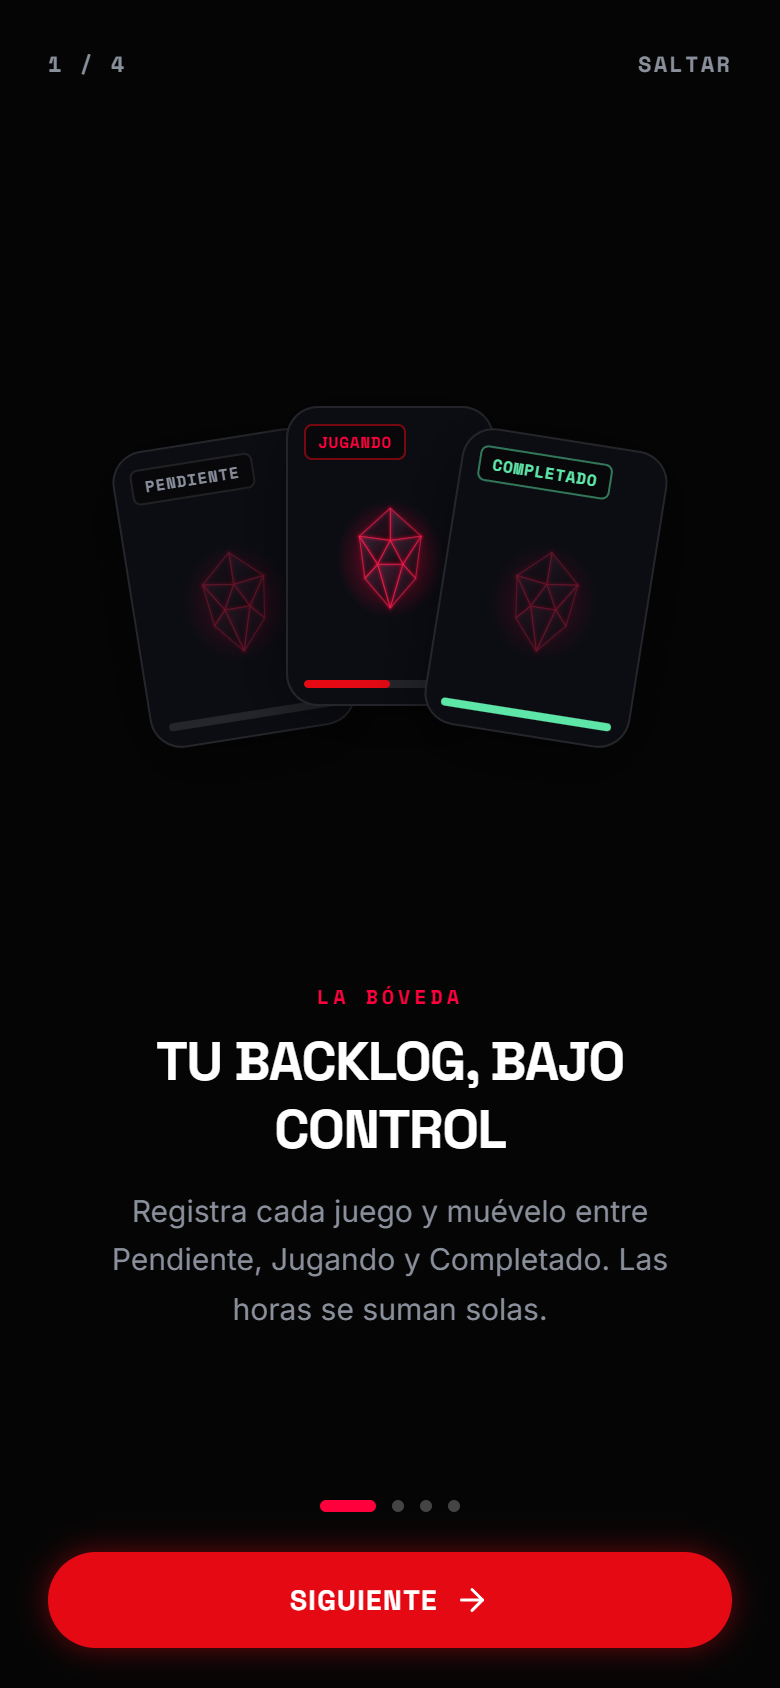 1 / 4
SALTAR
PENDIENTE
JUGANDO
COMPLETADO
LA BÓVEDA
TU BACKLOG, BAJO
CONTROL
Registra cada juego y muévelo entre
Pendiente, Jugando y Completado. Las
horas se suman solas.
SIGUIENTE →